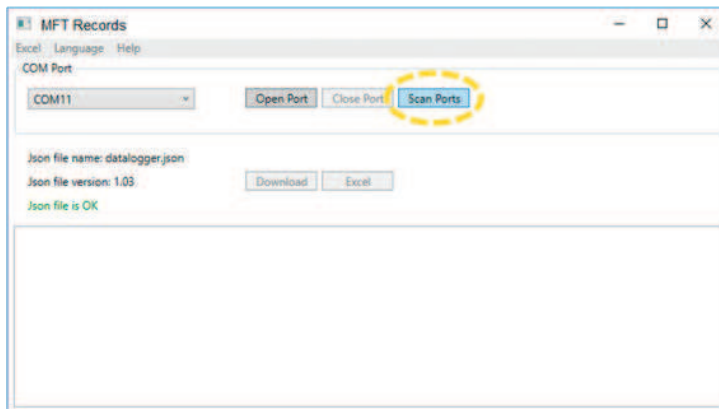 MFT Records
Excel Language Help
COM Port
COM11 Open Port Close Port Scan Ports
Json file name: datalogger.json
Json file version: 1.03 Download Excel
Json file is OK